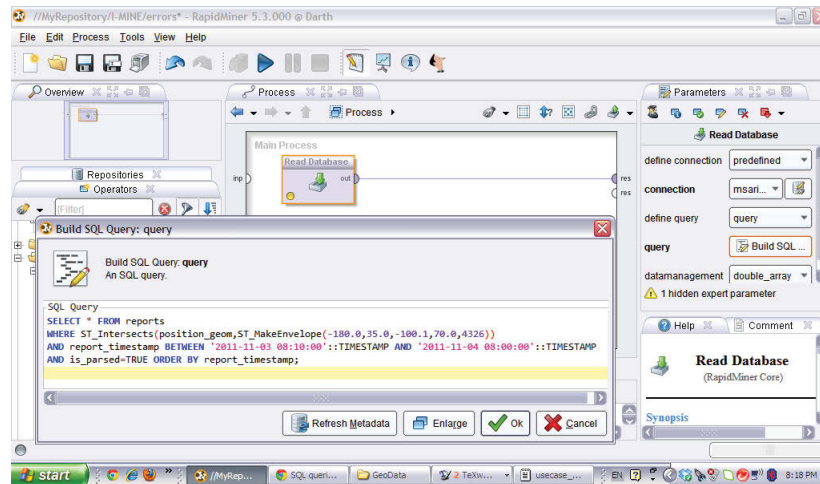 //MyRepository/I-MINE/errors* - RapidMiner 5.3.000 @ Darth
File Edit Process Tools View Help
Overview
Process
Parameters
Process
Read Database
Main Process
Read Database
inp
out
res
res
define connection predefined
connection msari...
define query query
query Build SQL ...
datamanagement double_array
1 hidden expert parameter
Repositories
Operators
[Filter]
Build SQL Query: query
Build SQL Query: query
An SQL query.
SQL Query
SELECT * FROM reports
WHERE ST_Intersects(position_geom,ST_MakeEnvelope(-180.0,35.0,-100.1,70.0,4326))
AND report_timestamp BETWEEN '2011-11-03 08:10:00'::TIMESTAMP AND '2011-11-04 08:00:00'::TIMESTAMP
AND is_parsed=TRUE ORDER BY report_timestamp;
Refresh Metadata Enlarge Ok Cancel
Help Comment
Read Database
(RapidMiner Core)
Synopsis
start //MyRep... SQL queri... GeoData 2 TeXw... usecase_... EN 8:18 PM